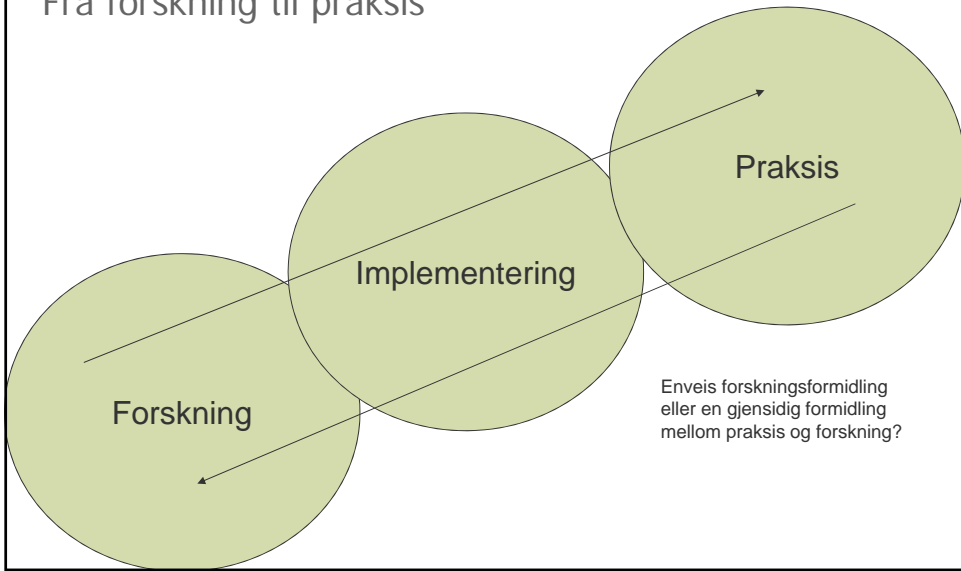 Fra forskning til praksis
Praksis
Implementering
Forskning
Enveis forskningsformidling
eller en gjensidig formidling
mellom praksis og forskning?